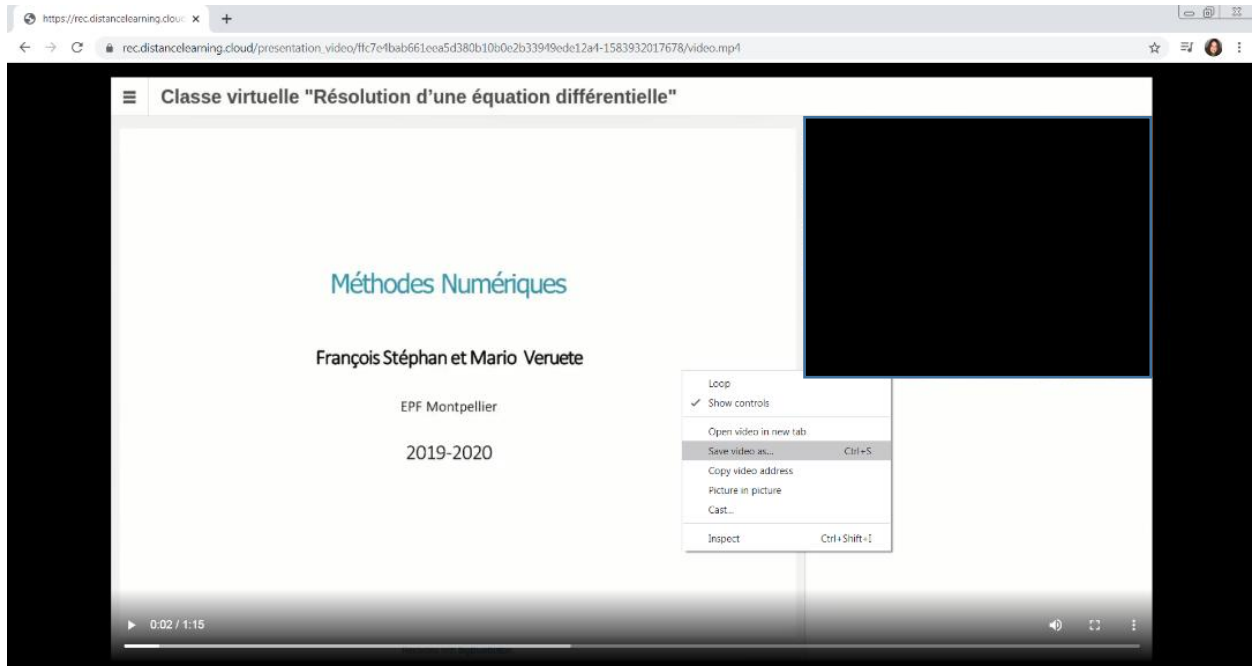 https://rec.distancelearning.clouc
rec.distancelearning.cloud/presentation_video/ffc7e4bab661eea5d380b10b0e2b33949ede12a4-1583932017678/video.mp4
Classe virtuelle "Résolution d'une équation différentielle"
Méthodes Numériques
François Stéphan et Mario Veruete
EPF Montpellier
2019-2020
Loop
Show controls
Open video in new tab
Save video as... Ctrl+S
Copy video address
Picture in picture
Cast...
Inspect Ctrl+Shift+I
0:02 / 1:15